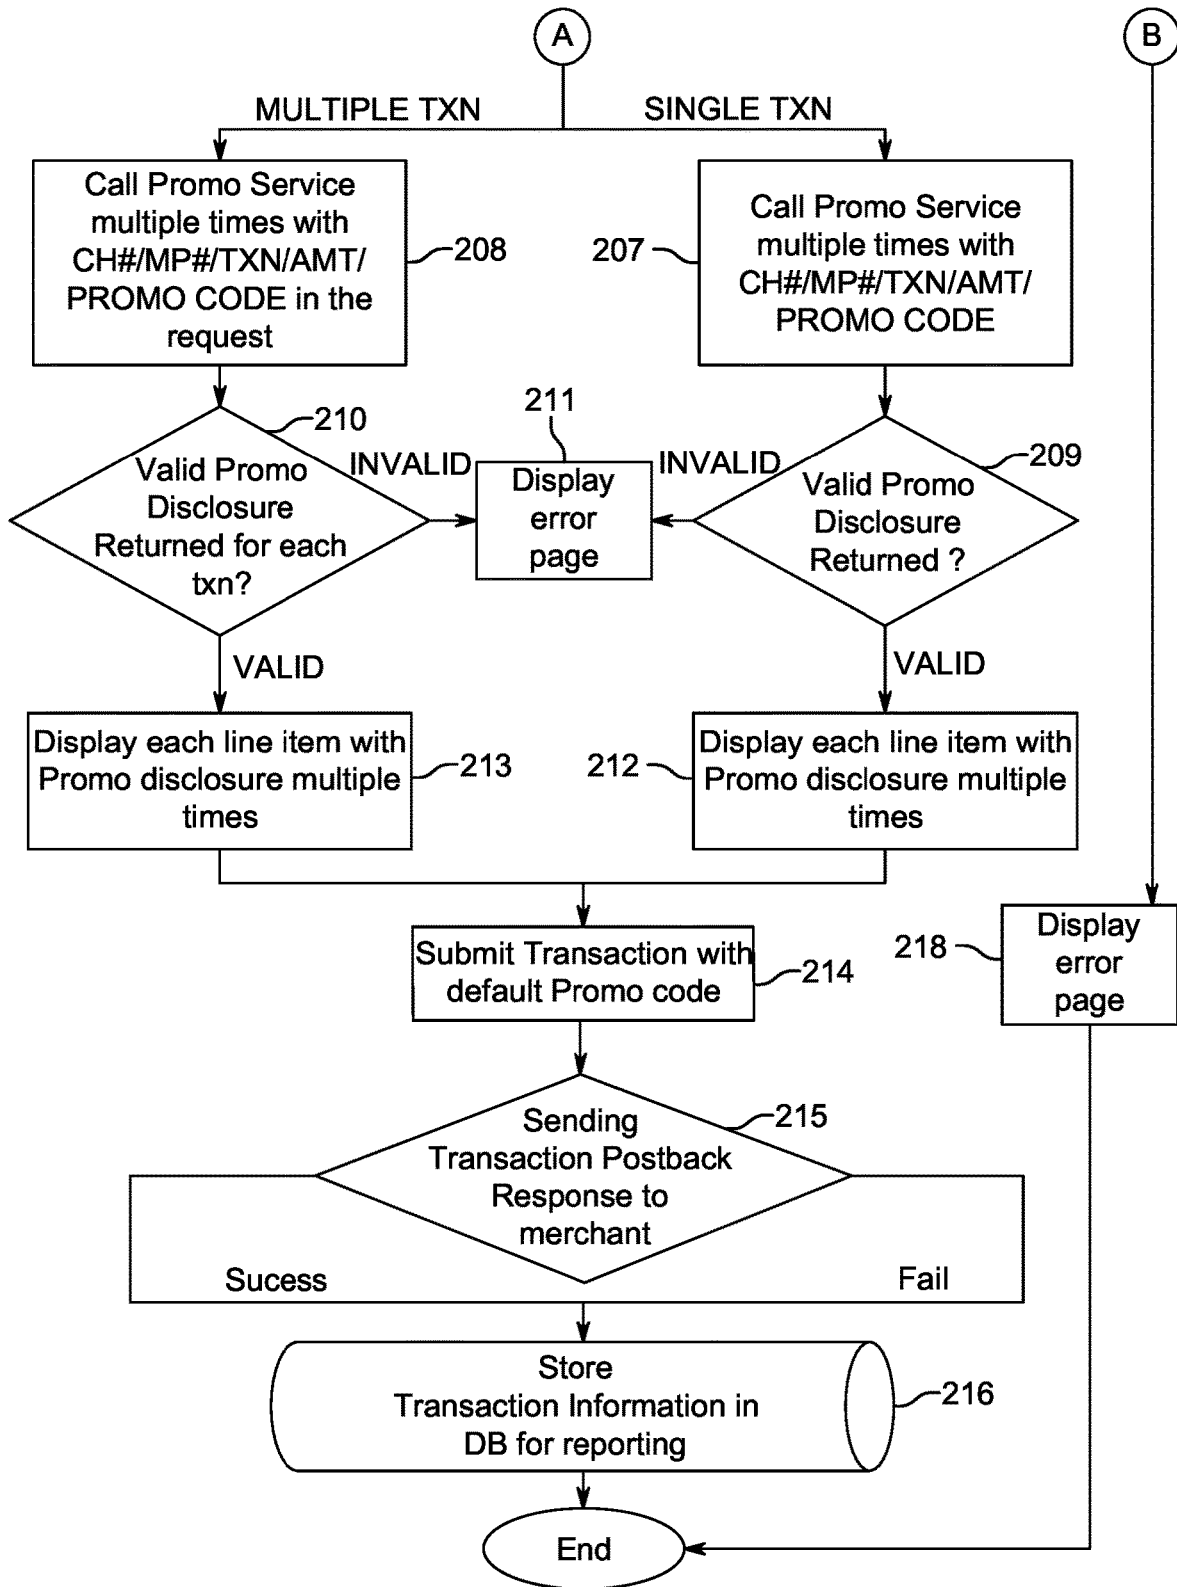 A
B
MULTIPLE TXN
SINGLE TXN
Call Promo Service
multiple times with
CH#/MP#/TXN/AMT/
PROMO CODE in the
request
208
207
Call Promo Service
multiple times with
CH#/MP#/TXN/AMT/
PROMO CODE
210
Valid Promo
Disclosure
Returned for each
txn?
INVALID
211
Display
error
page
INVALID
209
Valid Promo
Disclosure
Returned ?
VALID
VALID
Display each line item with
Promo disclosure multiple
times
213
212
Display each line item with
Promo disclosure multiple
times
Submit Transaction with
default Promo code
214
218
Display
error
page
Sending
Transaction Postback
Response to
merchant
215
Sucess
Fail
Store
Transaction Information in
DB for reporting
216
End